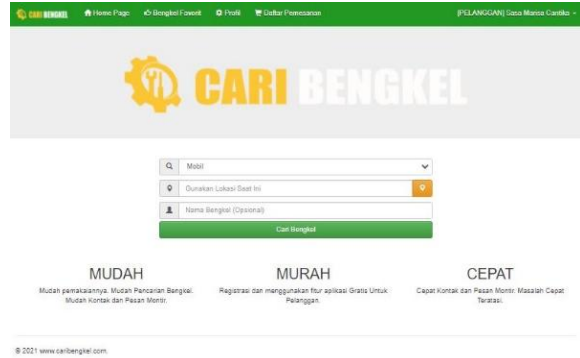 CARI BENGKEL Home Page Bengkel Favorit Profil Daftar Pemesanan [PELANGGAN] Sasa Mansa Cantika
CARI BENGKEL
Mobil
Gunakan Lokasi Saat Ini
Nama Bengkel (Opsional)
Cari Bengkel
MUDAH MURAH CEPAT
Mudah pemakaiannya. Mudah Pencarian Bengkel. Registrasi dan menggunakan fitur aplikasi Gratis Untuk Cepat Kontak dan Pesan Montir. Masalah Cepat
Mudah Kontak dan Pesan Montir. Pelanggan. Teratasi.
© 2021 www.caribengkel.com.